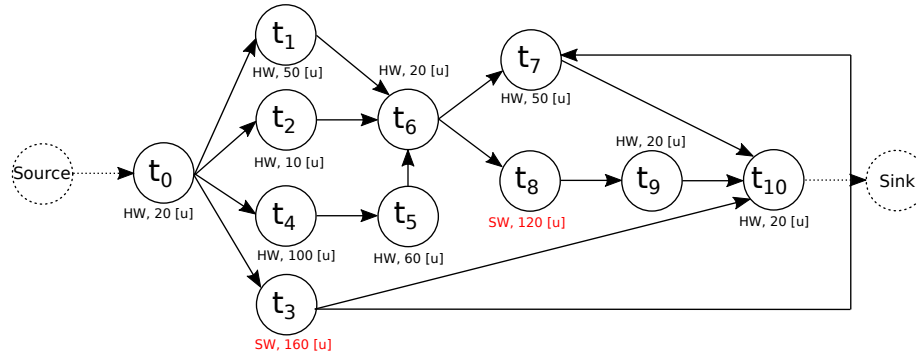 Source
t0
HW, 20 [u]
t1
HW, 50 [u]
t2
HW, 10 [u]
t4
HW, 100 [u]
t3
SW, 160 [u]
HW, 20 [u]
t6
t5
HW, 60 [u]
t7
HW, 50 [u]
t8
SW, 120 [u]
HW, 20 [u]
t9
t10
HW, 20 [u]
Sink